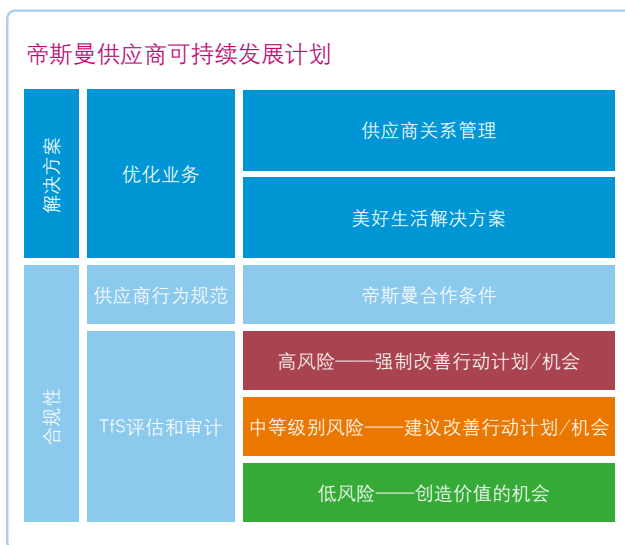 帝斯曼供应商可持续发展计划
解决方案
优化业务
供应商关系管理
美好生活解决方案
合规性
供应商行为规范
帝斯曼合作条件
TfS评估和审计
高风险——强制改善行动计划/机会
中等级别风险——建议改善行动计划/机会
低风险——创造价值的机会